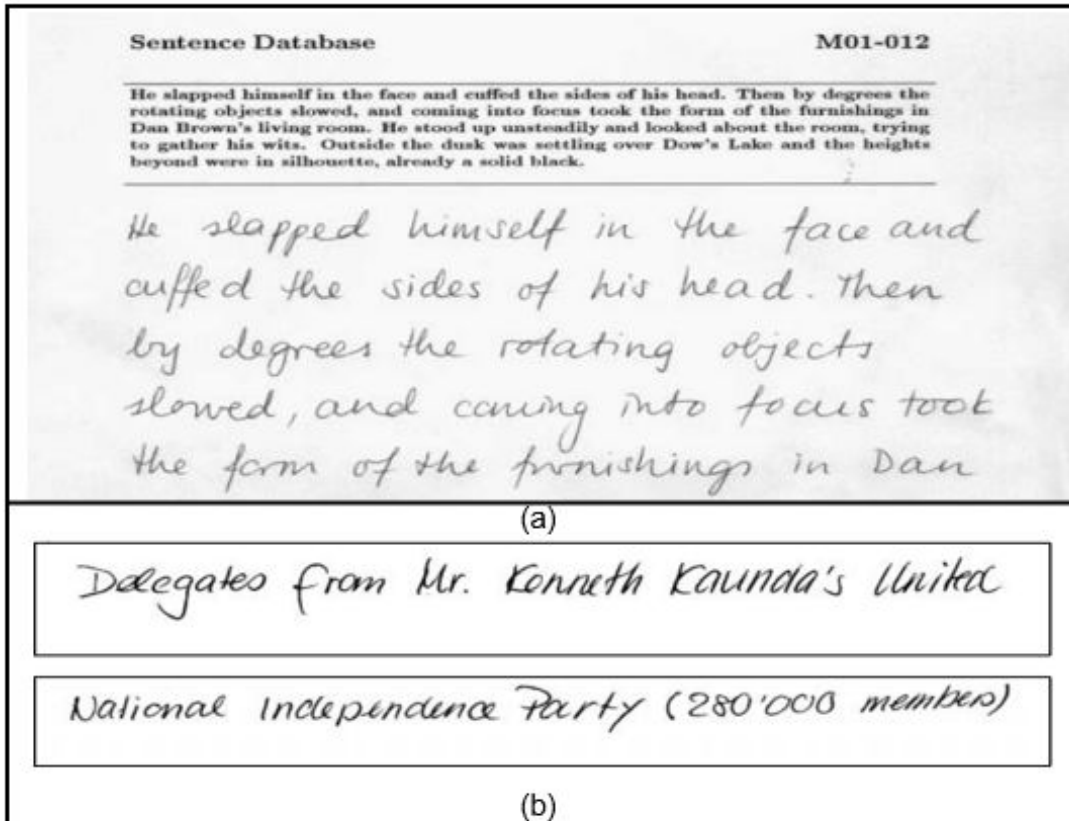 Sentence Database M01-012
He slapped himself in the face and cuffed the sides of his head. Then by degrees the
rotating objects slowed, and coming into focus took the form of the furnishings in
Dan Brown's living room. He stood up unsteadily and looked about the room, trying
to gather his wits. Outside the dusk was settling over Dow's Lake and the heights
beyond were in silhouette, already a solid black.
He slapped himself in the face and
cuffed the sides of his head. Then
by degrees the rotating objects
slowed, and coming into focus took
the form of the furnishings in Dan
(a)
Delegates from Mr. Kenneth Kaunda's United
National Independence Party (280'000 members)
(b)